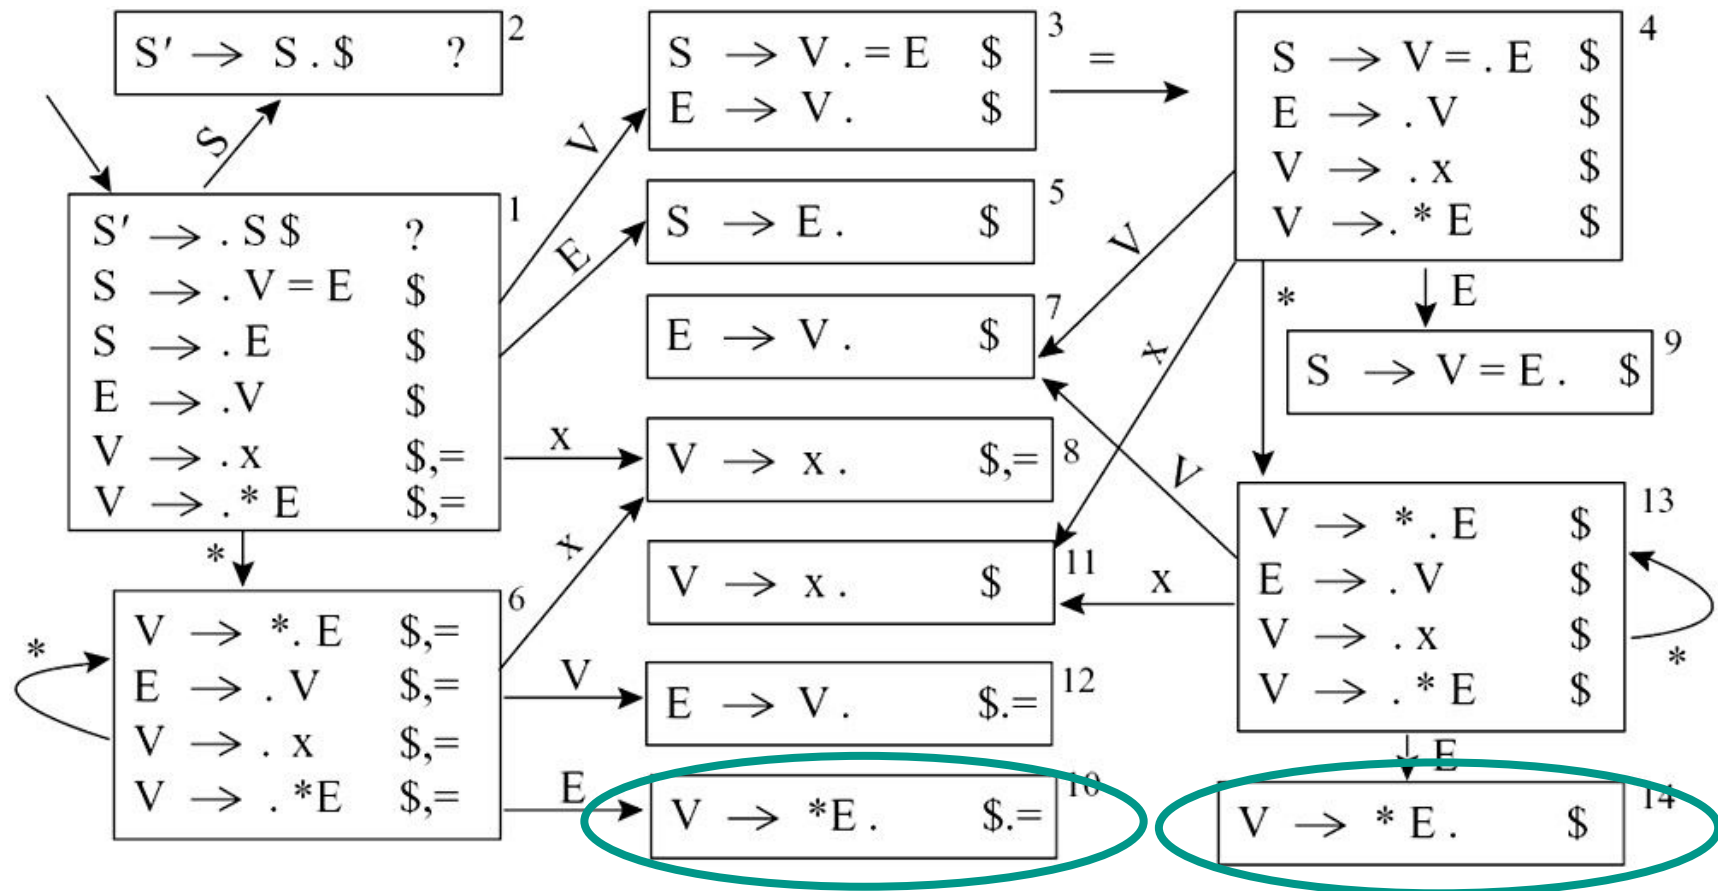 S′ → S . $ ?
2
S
S′ → . S $ ?
S → . V = E $
S → . E $
E → .V $
V → . x $,=
V → . * E $,=
1
V
E
x
*
S → V . = E $
E → V . $
3
=
S → V = . E $
E → . V $
V → . x $
V →. * E $
4
S → E . $
5
V
x
*
E
E → V . $
7
S → V = E . $
9
V → x . $,=
8
V → *. E $,=
E → . V $,=
V → . x $,=
V → . *E $,=
6
*
x
V
E
V → x . $
11
V → * . E $
E → . V $
V → . x $
V → . * E $
13
V
x
*
E
E → V . $.=
12
V → *E . $.=
10
V → * E . $
14